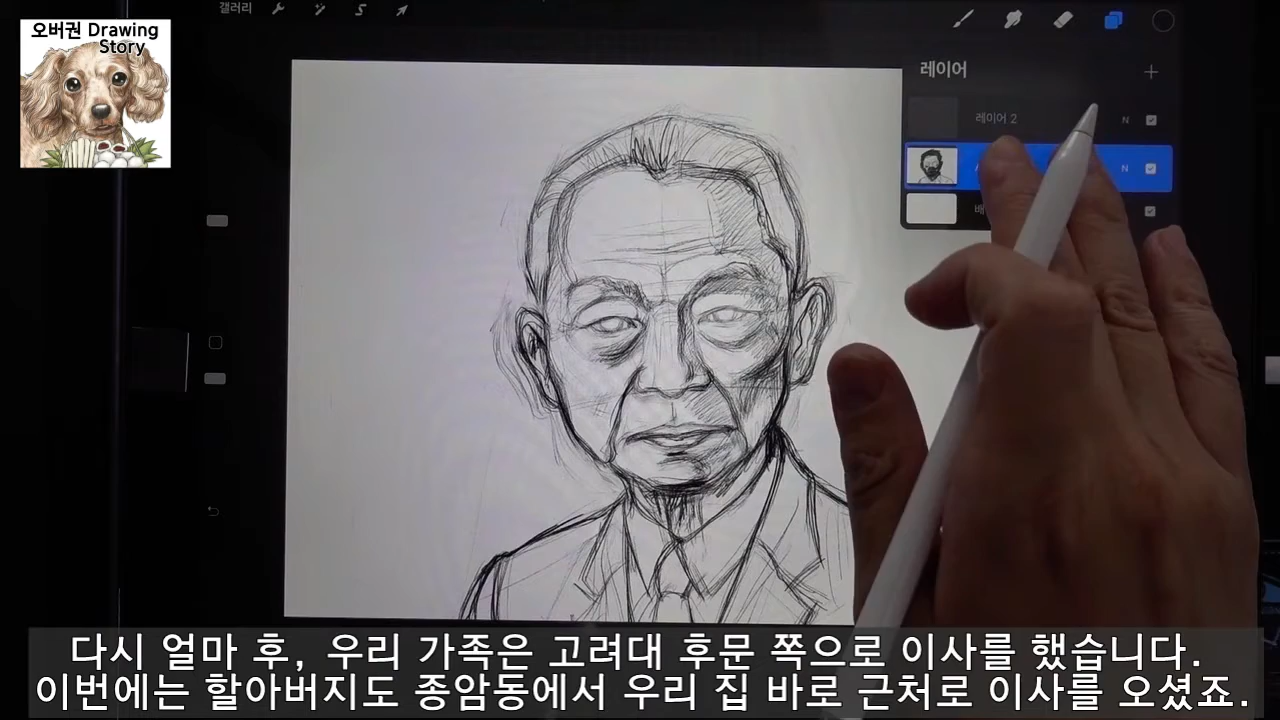 갤러리
오버권 Drawing
Story
레이어
레이어 2
N
N
배
다시 얼마 후, 우리 가족은 고려대 후문 쪽으로 이사를 했습니다.
이번에는 할아버지도 종암동에서 우리 집 바로 근처로 이사를 오셨죠.